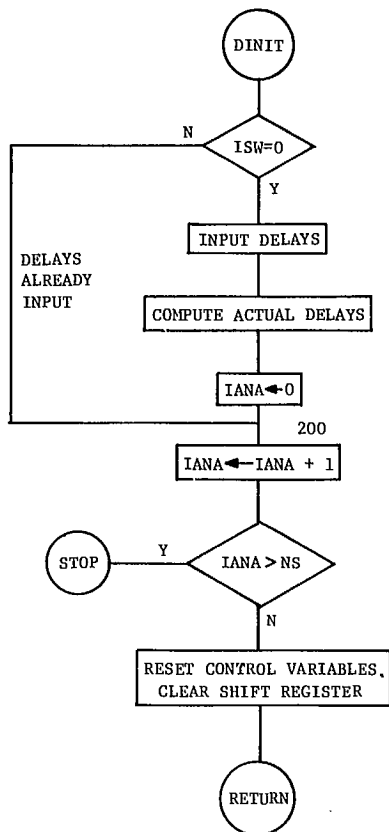 DINIT
N
ISW=0
Y
INPUT DELAYS
DELAYS
ALREADY
INPUT
COMPUTE ACTUAL DELAYS
IANA←0
200
IANA←IANA + 1
STOP
Y
IANA > NS
N
RESET CONTROL VARIABLES.
CLEAR SHIFT REGISTER
RETURN